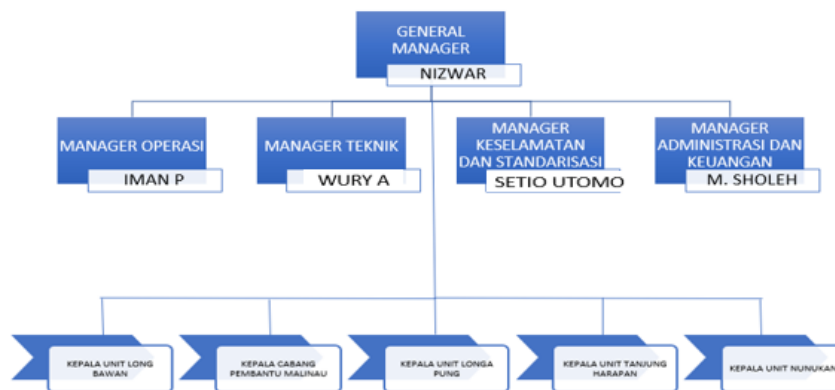 GENERAL
MANAGER
NIZWAR
MANAGER OPERASI
IMAN P
MANAGER TEKNIK
WURY A
MANAGER
KESELAMATAN
DAN STANDARISASI
SETIO UTOMO
MANAGER
ADMINISTRASI DAN
KEUANGAN
M. SHOLEH
KEPALA UNIT LONG
BAWAN
KEPALA CABANG
PEMBANTU MALINAU
KEPALA UNIT LONGA
PUNG
KEPALA UNIT TANJUNG
HARAPAN
KEPALA UNIT NUNUKAN